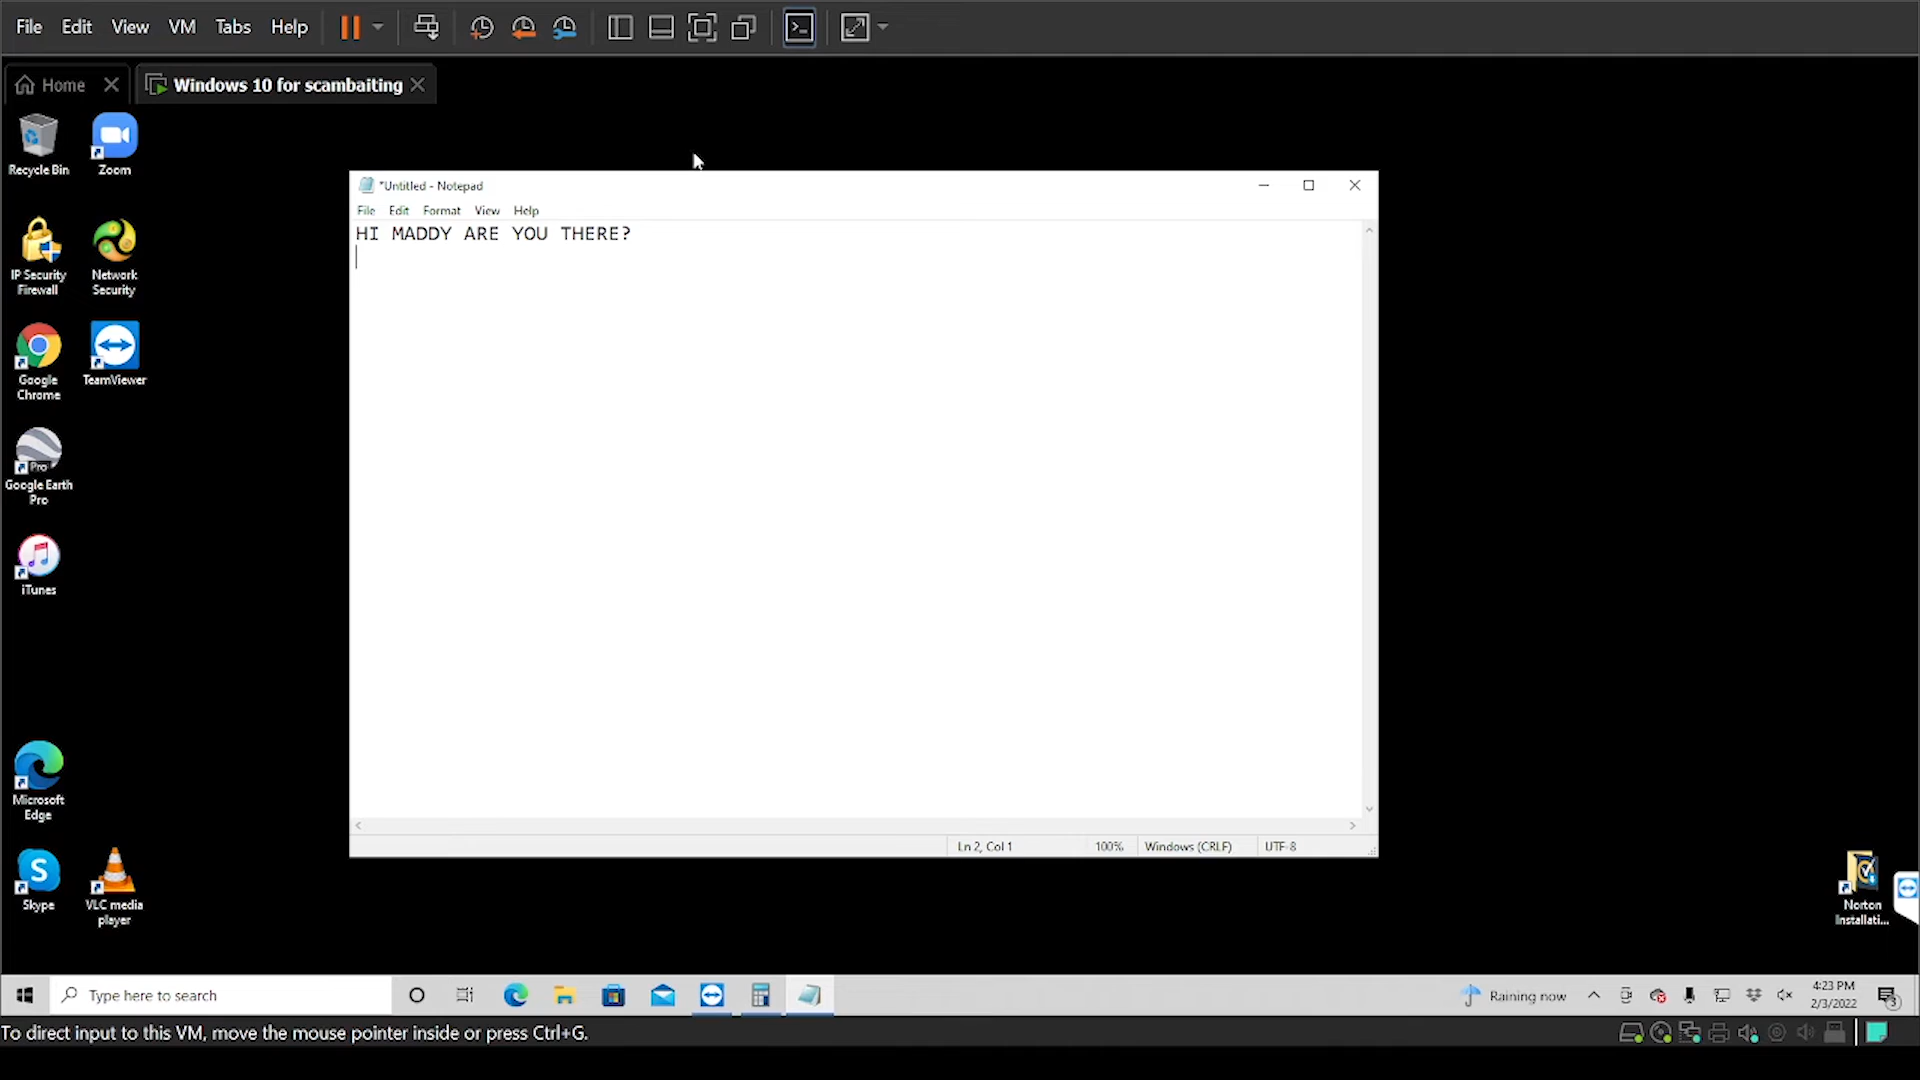 File Edit View VM Tabs Help
Home
Windows 10 for scambaiting
Recycle Bin
Zoom
*Untitled - Notepad
File Edit Format View Help
HI MADDY ARE YOU THERE?
IP Security
Firewall
Network
Security
Google
Chrome
TeamViewer
Pro
Google Earth
Pro
iTunes
Microsoft
Edge
Ln 2, Col 1
100%
Windows (CRLF)
UTF-8
S
Skype
VLC media
player
Norton
Installati...
Type here to search
Raining now
4:23 PM
2/3/2022
3
To direct input to this VM, move the mouse pointer inside or press Ctrl+G.